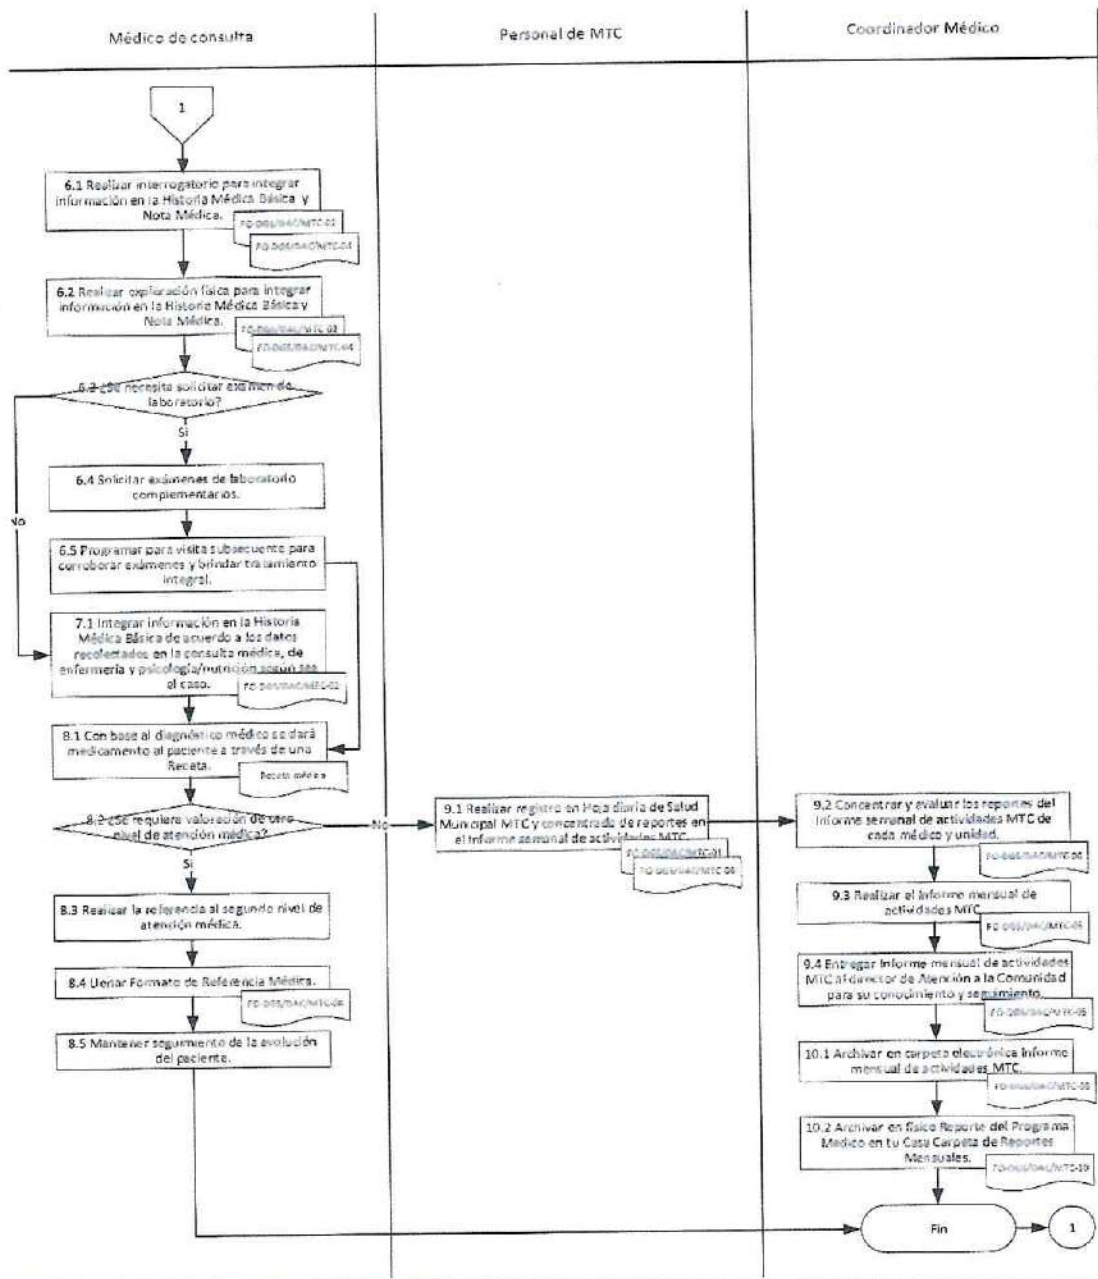 Médico de consulta
Personal de MTC
Coordinador Médico
1
6.1 Realizar interrogatorio para integrar
información en la Historia Médica Básica y
Nota Médica.
6.2 Realizar exploración física para integrar
información en la Historia Médica Básica y
Nota Médica.
6.3 ¿Se necesita solicitar exámen de
laboratorio?
Si
No
6.4 Solicitar exámenes de laboratorio
complementarios.
6.5 Programar para visita subsecuente para
corroborar exámenes y brindar tratamiento
integral.
7.1 Integrar información en la Historia
Médica Básica de acuerdo a los datos
recolectados en la consulta médica, de
enfermería y psicología/nutrición según sea
el caso.
8.1 Con base al diagnóstico médico se dará
medicamento al paciente a través de una
Receta.
Receta médica
8.2 ¿Se requiere valoración de otro
nivel de atención médica?
No
Si
8.3 Realizar la referencia al segundo nivel de
atención médica.
8.4 Llenar Formato de Referencia Médica.
8.5 Mantener seguimiento de la evolución
del paciente.
9.1 Realizar registro en Hoja diaria de Salud
Municipal MTC y concentrado de reportes en
el Informe semanal de actividades MTC.
9.2 Concentrar y evaluar los reportes del
Informe semanal de actividades MTC de
cada médico y unidad.
9.3 Realizar el Informe mensual de
actividades MTC.
9.4 Entregar Informe mensual de actividades
MTC al director de Atención a la Comunidad
para su conocimiento y seguimiento.
10.1 Archivar en carpeta electrónica Informe
mensual de actividades MTC.
10.2 Archivar en físico Reporte del Programa
Medico en tu Casa Carpeta de Reportes
Mensuales.
Fin
1